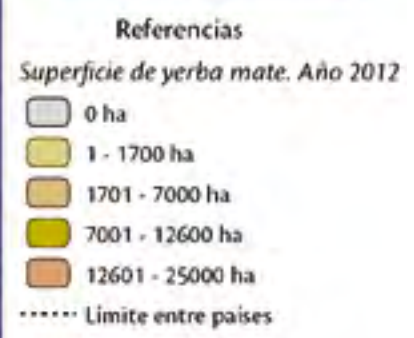 Referencias
Superficie de yerba mate. Año 2012
0 ha
1 - 1700 ha
1701 - 7000 ha
7001 - 12600 ha
12601 - 25000 ha
Límite entre países